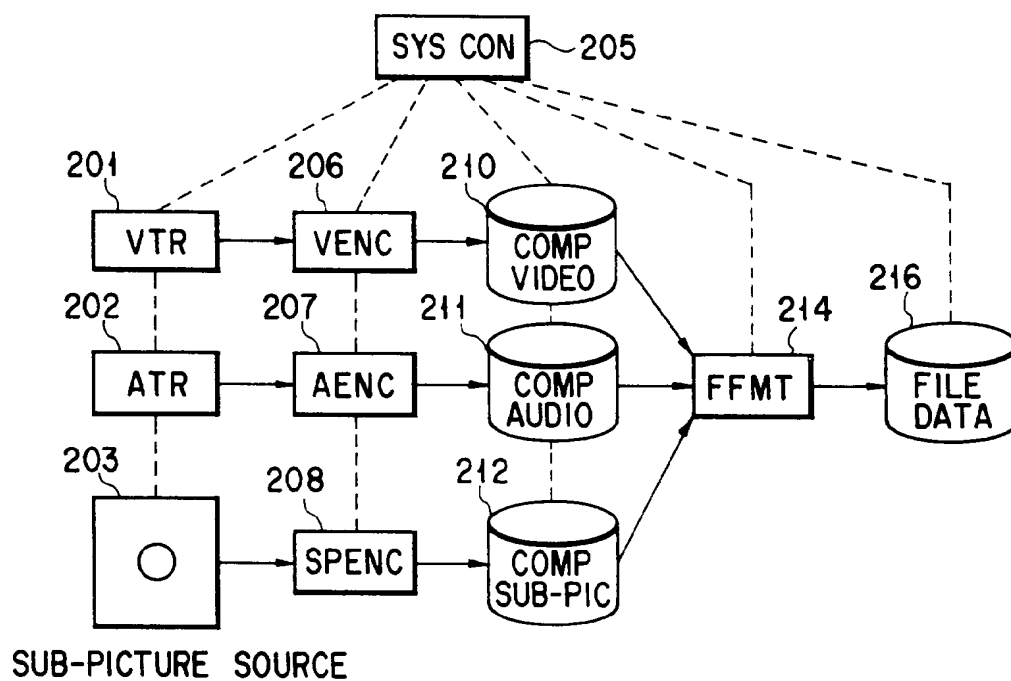 SYS CON
205
201
206
210
VTR
VENC
COMP
VIDEO
202
207
211
214
216
ATR
AENC
COMP
AUDIO
FFMT
FILE
DATA
203
208
212
SPENC
COMP
SUB-PIC
SUB-PICTURE SOURCE